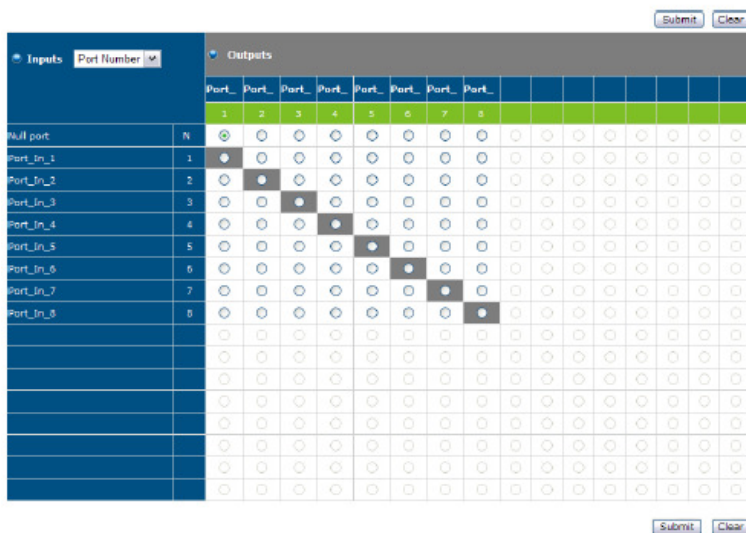 Submit Clear
Inputs Port Number Outputs
Port_ Port_ Port_ Port_ Port_ Port_ Port_ Port_
1 2 3 4 5 6 7 8
Null port N
Port_In_1 1
Port_In_2 2
Port_In_3 3
Port_In_4 4
Port_In_5 5
Port_In_6 6
Port_In_7 7
Port_In_8 8
Submit Clear